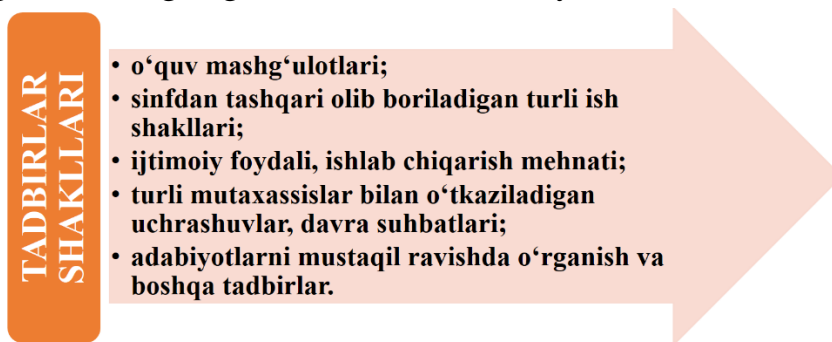 TADBIRLAR
SHAKLLARI
• o‘quv mashg‘ulotlari;
• sinfdan tashqari olib boriladigan turli ish
shakllari;
• ijtimoiy foydali, ishlab chiqarish mehnati;
• turli mutaxassislar bilan o‘tkaziladigan
uchrashuvlar, davra suhbatlari;
• adabiyotlarni mustaqil ravishda o‘rganish va
boshqa tadbirlar.